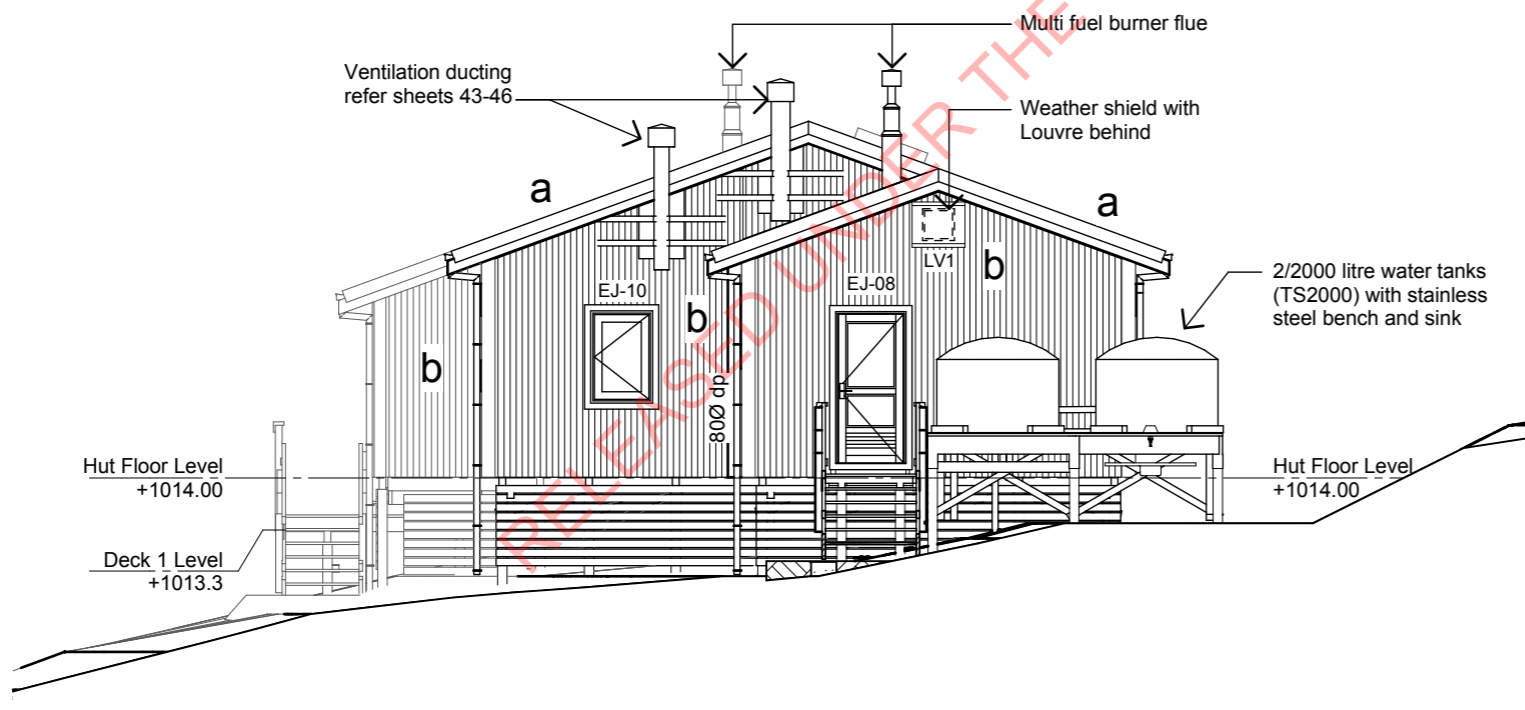 Multi fuel burner flue
Ventilation ducting
refer sheets 43-46
Weather shield with
Louvre behind
a
a
LV1
b
2/2000 litre water tanks
(TS2000) with stainless
steel bench and sink
EJ-10
EJ-08
b
b
80Ø dp
Hut Floor Level
+1014.00
Hut Floor Level
+1014.00
Deck 1 Level
+1013.3
RELEASED UNDER THE